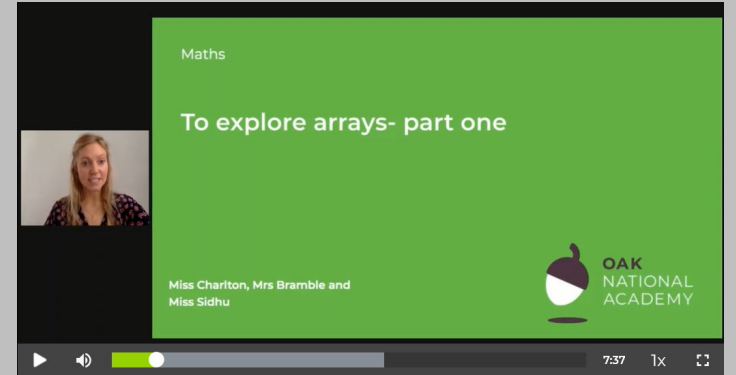 Maths
To explore arrays- part one
Miss Charlton, Mrs Bramble and
Miss Sidhu
OAK
NATIONAL
ACADEMY
7:37 1x